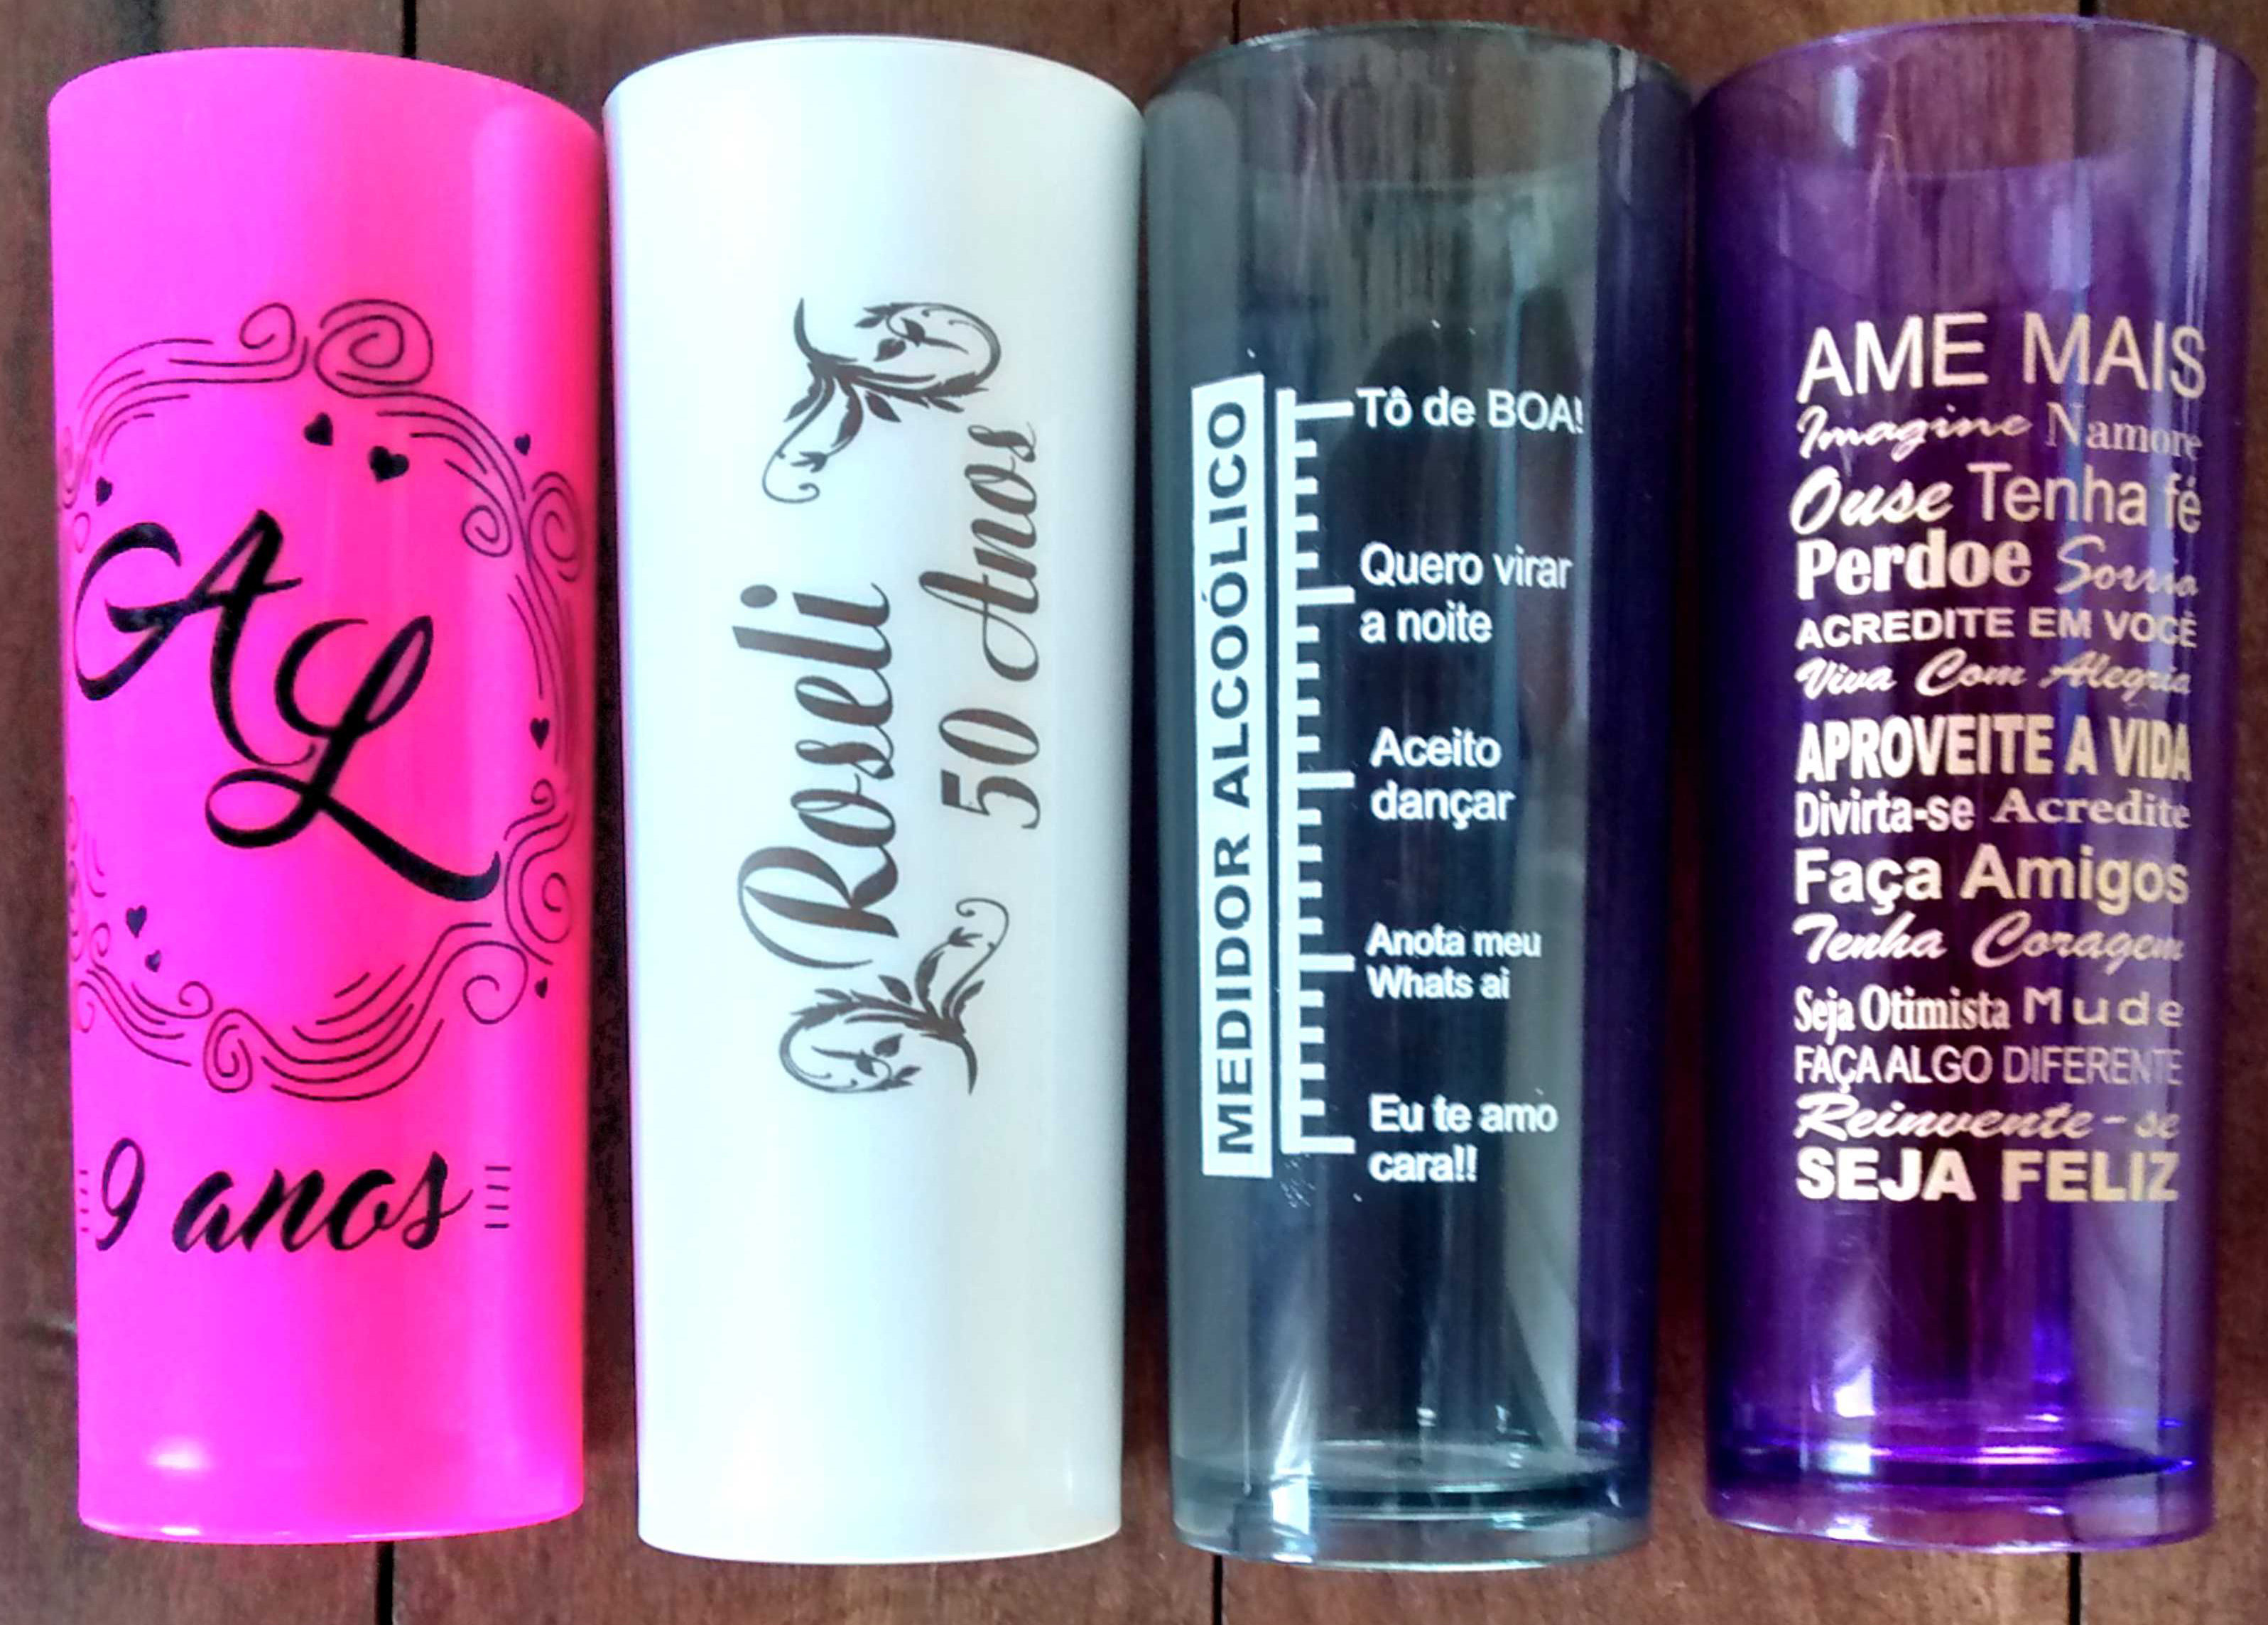 AL
9 anos
Roseli
50 Anos
MEDIDOR ALCOÓLICO
Tô de BOA!
Quero virar
a noite
Aceito
dançar
Anota meu
Whats ai
Eu te amo
cara!!
AME MAIS
Imagine Namore
Ouse Tenha fé
Perdoe Sorria
ACREDITE EM VOCÊ
Viva Com Alegria
APROVEITE A VIDA
Divirta-se Acredite
Faça Amigos
Tenha Coragem
Seja Otimista Mude
FAÇA ALGO DIFERENTE
Reinvente-se
SEJA FELIZ